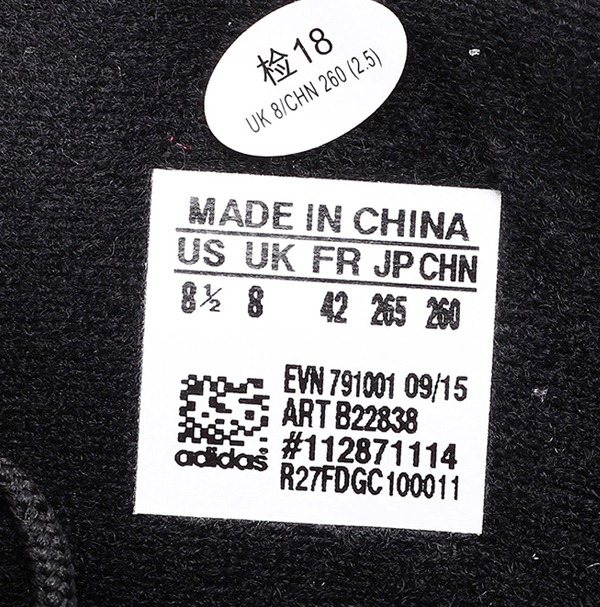 检18
UK 8/CHN 260 (2.5)
MADE IN CHINA
US UK FR JP CHN
8½ 8 42 265 260
EVN 791001 09/15
ART B22838
#112871114
R27FDGC100011
adidas